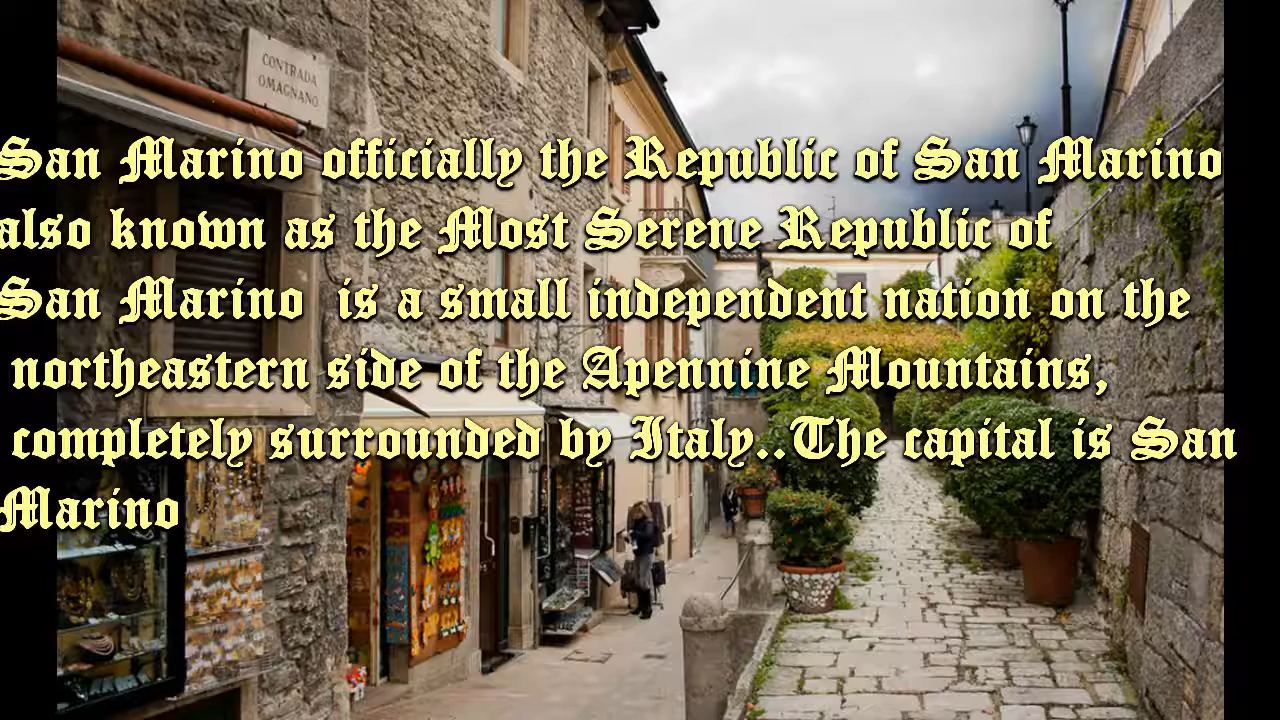 CONTRADA
OMAGNANO
San Marino officially the Republic of San Marino
also known as the Most Serene Republic of
San Marino is a small independent nation on the
northeastern side of the Apennine Mountains,
completely surrounded by Italy..The capital is San
Marino